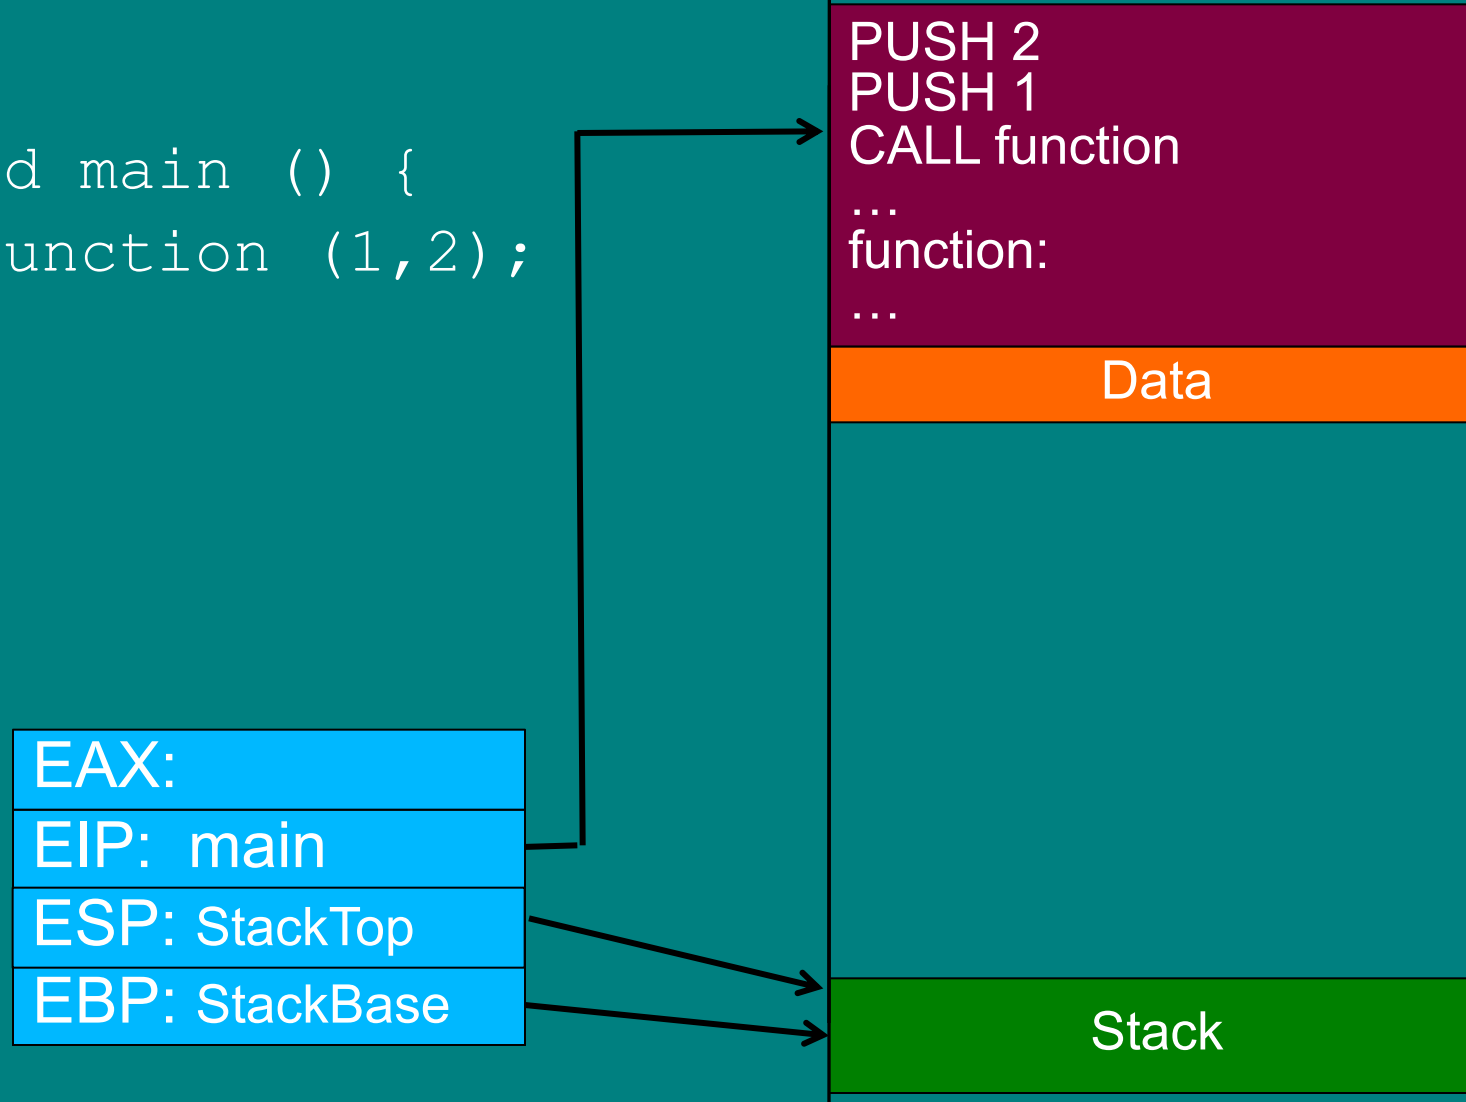 d main () {
unction (1,2);
PUSH 2
PUSH 1
CALL function
…
function:
…
Data
EAX:
EIP: main
ESP: StackTop
EBP: StackBase
Stack